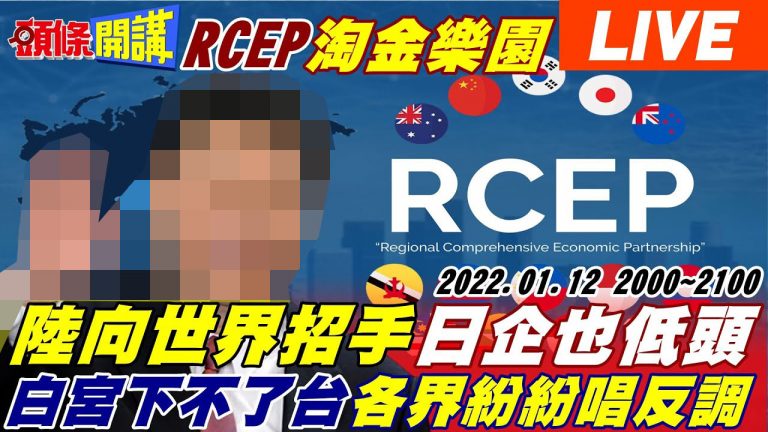 頭條開講 RCEP淘金樂園 LIVE
RCEP
“Regional Comprehensive Economic Partnership”
2022.01.12 2000~2100
陸向世界招手日企也低頭
白宮下不了台各界紛紛唱反調